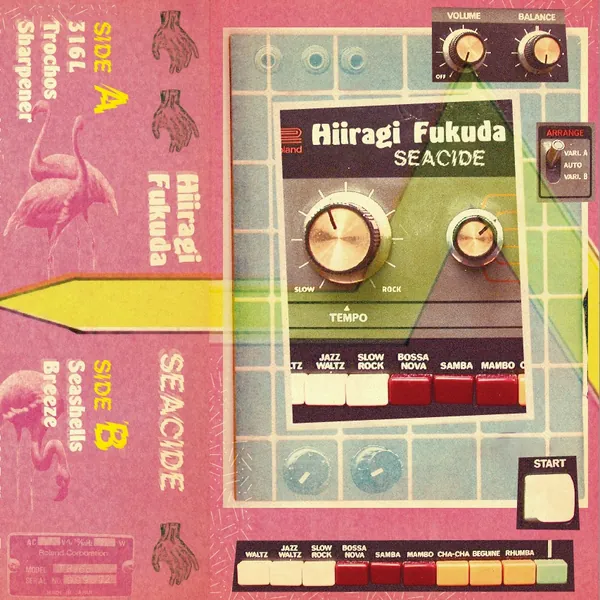 SIDE A
316L
Trochos
Sharpener
Hiiragi
Fukuda
SEACIDE
SIDE B
Seashells
Breeze
Roland Corporation
MODEL
SERIAL NO.
VOLUME
BALANCE
OFF
ARRANGE
VARI. A
AUTO
VARI. B
Hiiragi Fukuda
SEACIDE
SLOW
ROCK
TEMPO
TZ
JAZZ WALTZ
SLOW ROCK
BOSSA NOVA
SAMBA
MAMBO
START
WALTZ
JAZZ WALTZ
SLOW ROCK
BOSSA NOVA
SAMBA
MAMBO
CHA-CHA
BEGUINE
RHUMBA